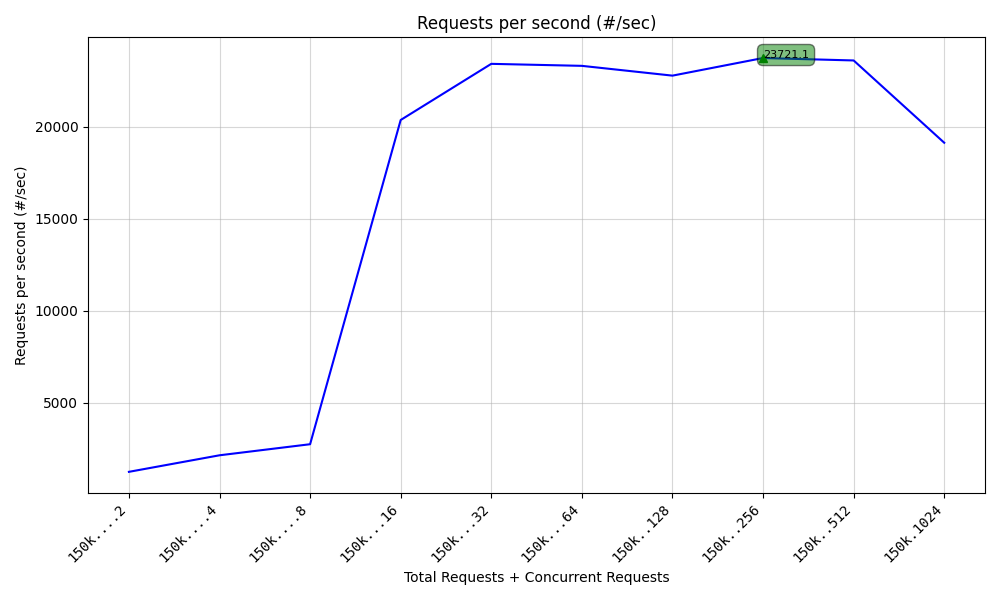 Requests per second (#/sec)
23721.1
Requests per second (#/sec)
20000
15000
10000
5000
150k....2
150k....4
150k....8
150k...16
150k...32
150k...64
150k..128
150k..256
150k..512
150k.1024
Total Requests + Concurrent Requests